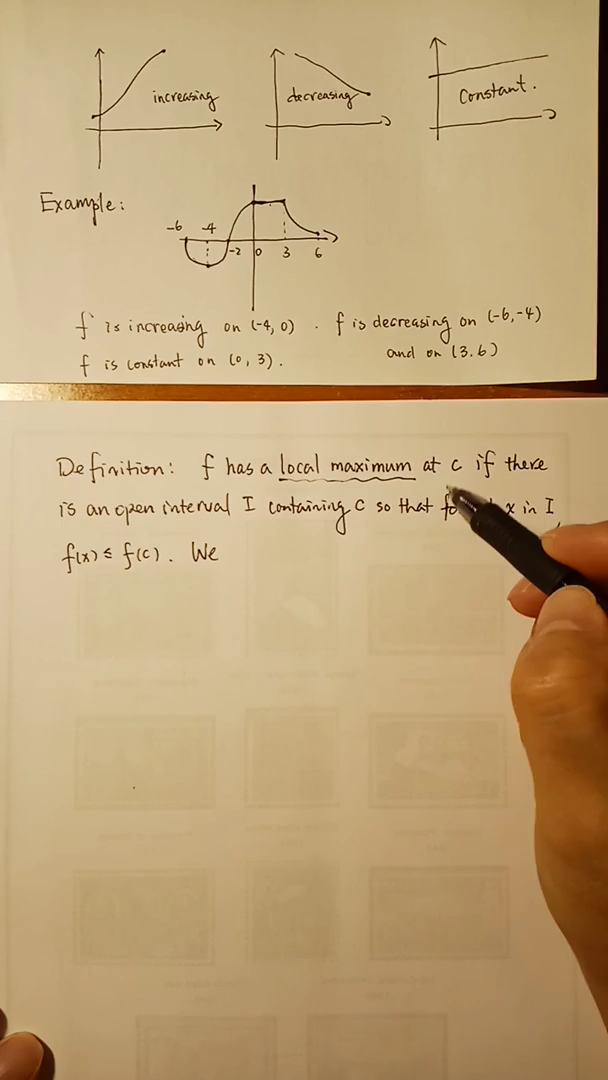 increasing
decreasing
Constant.
Example:
-6 -4 -2 0 3 6
f is increasing on (-4, 0). f is decreasing on (-6, -4)
f is constant on (0, 3). and on (3.6)
Definition: f has a local maximum at c if there
is an open interval I containing c so that x in I
f(x) ≤ f(c). We